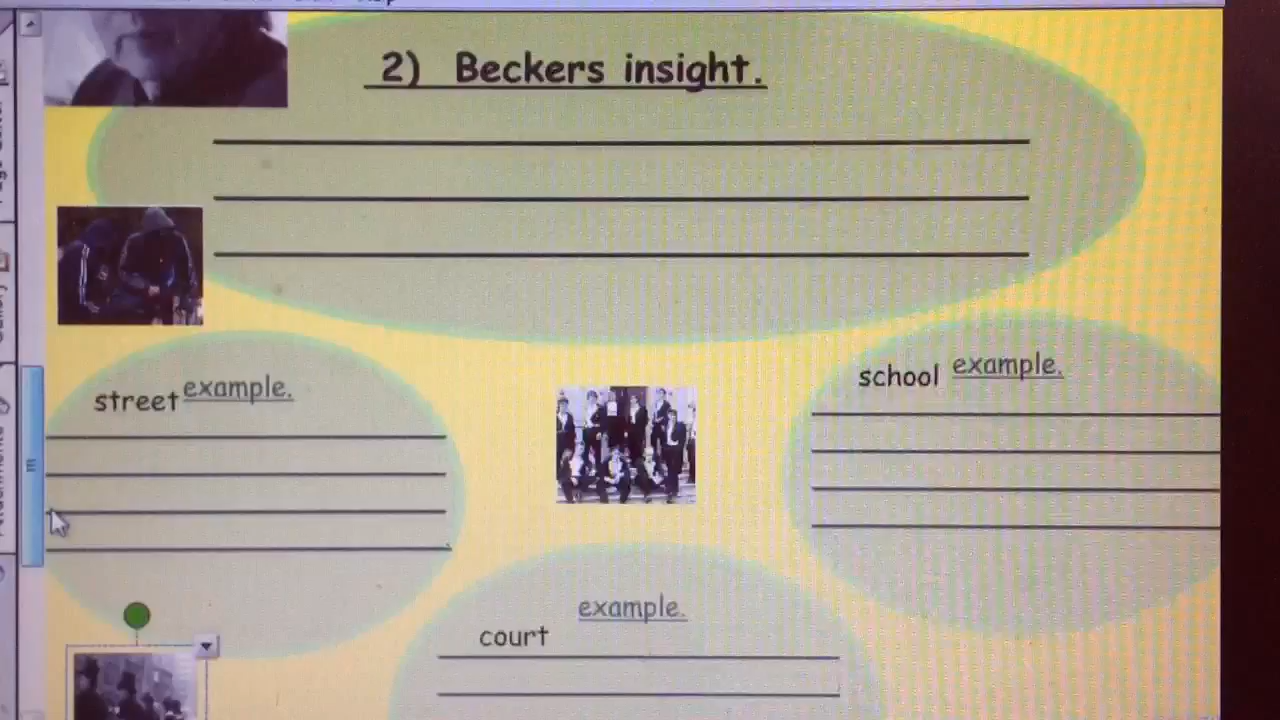 2) Beckers insight.
street example.
school example.
example.
court